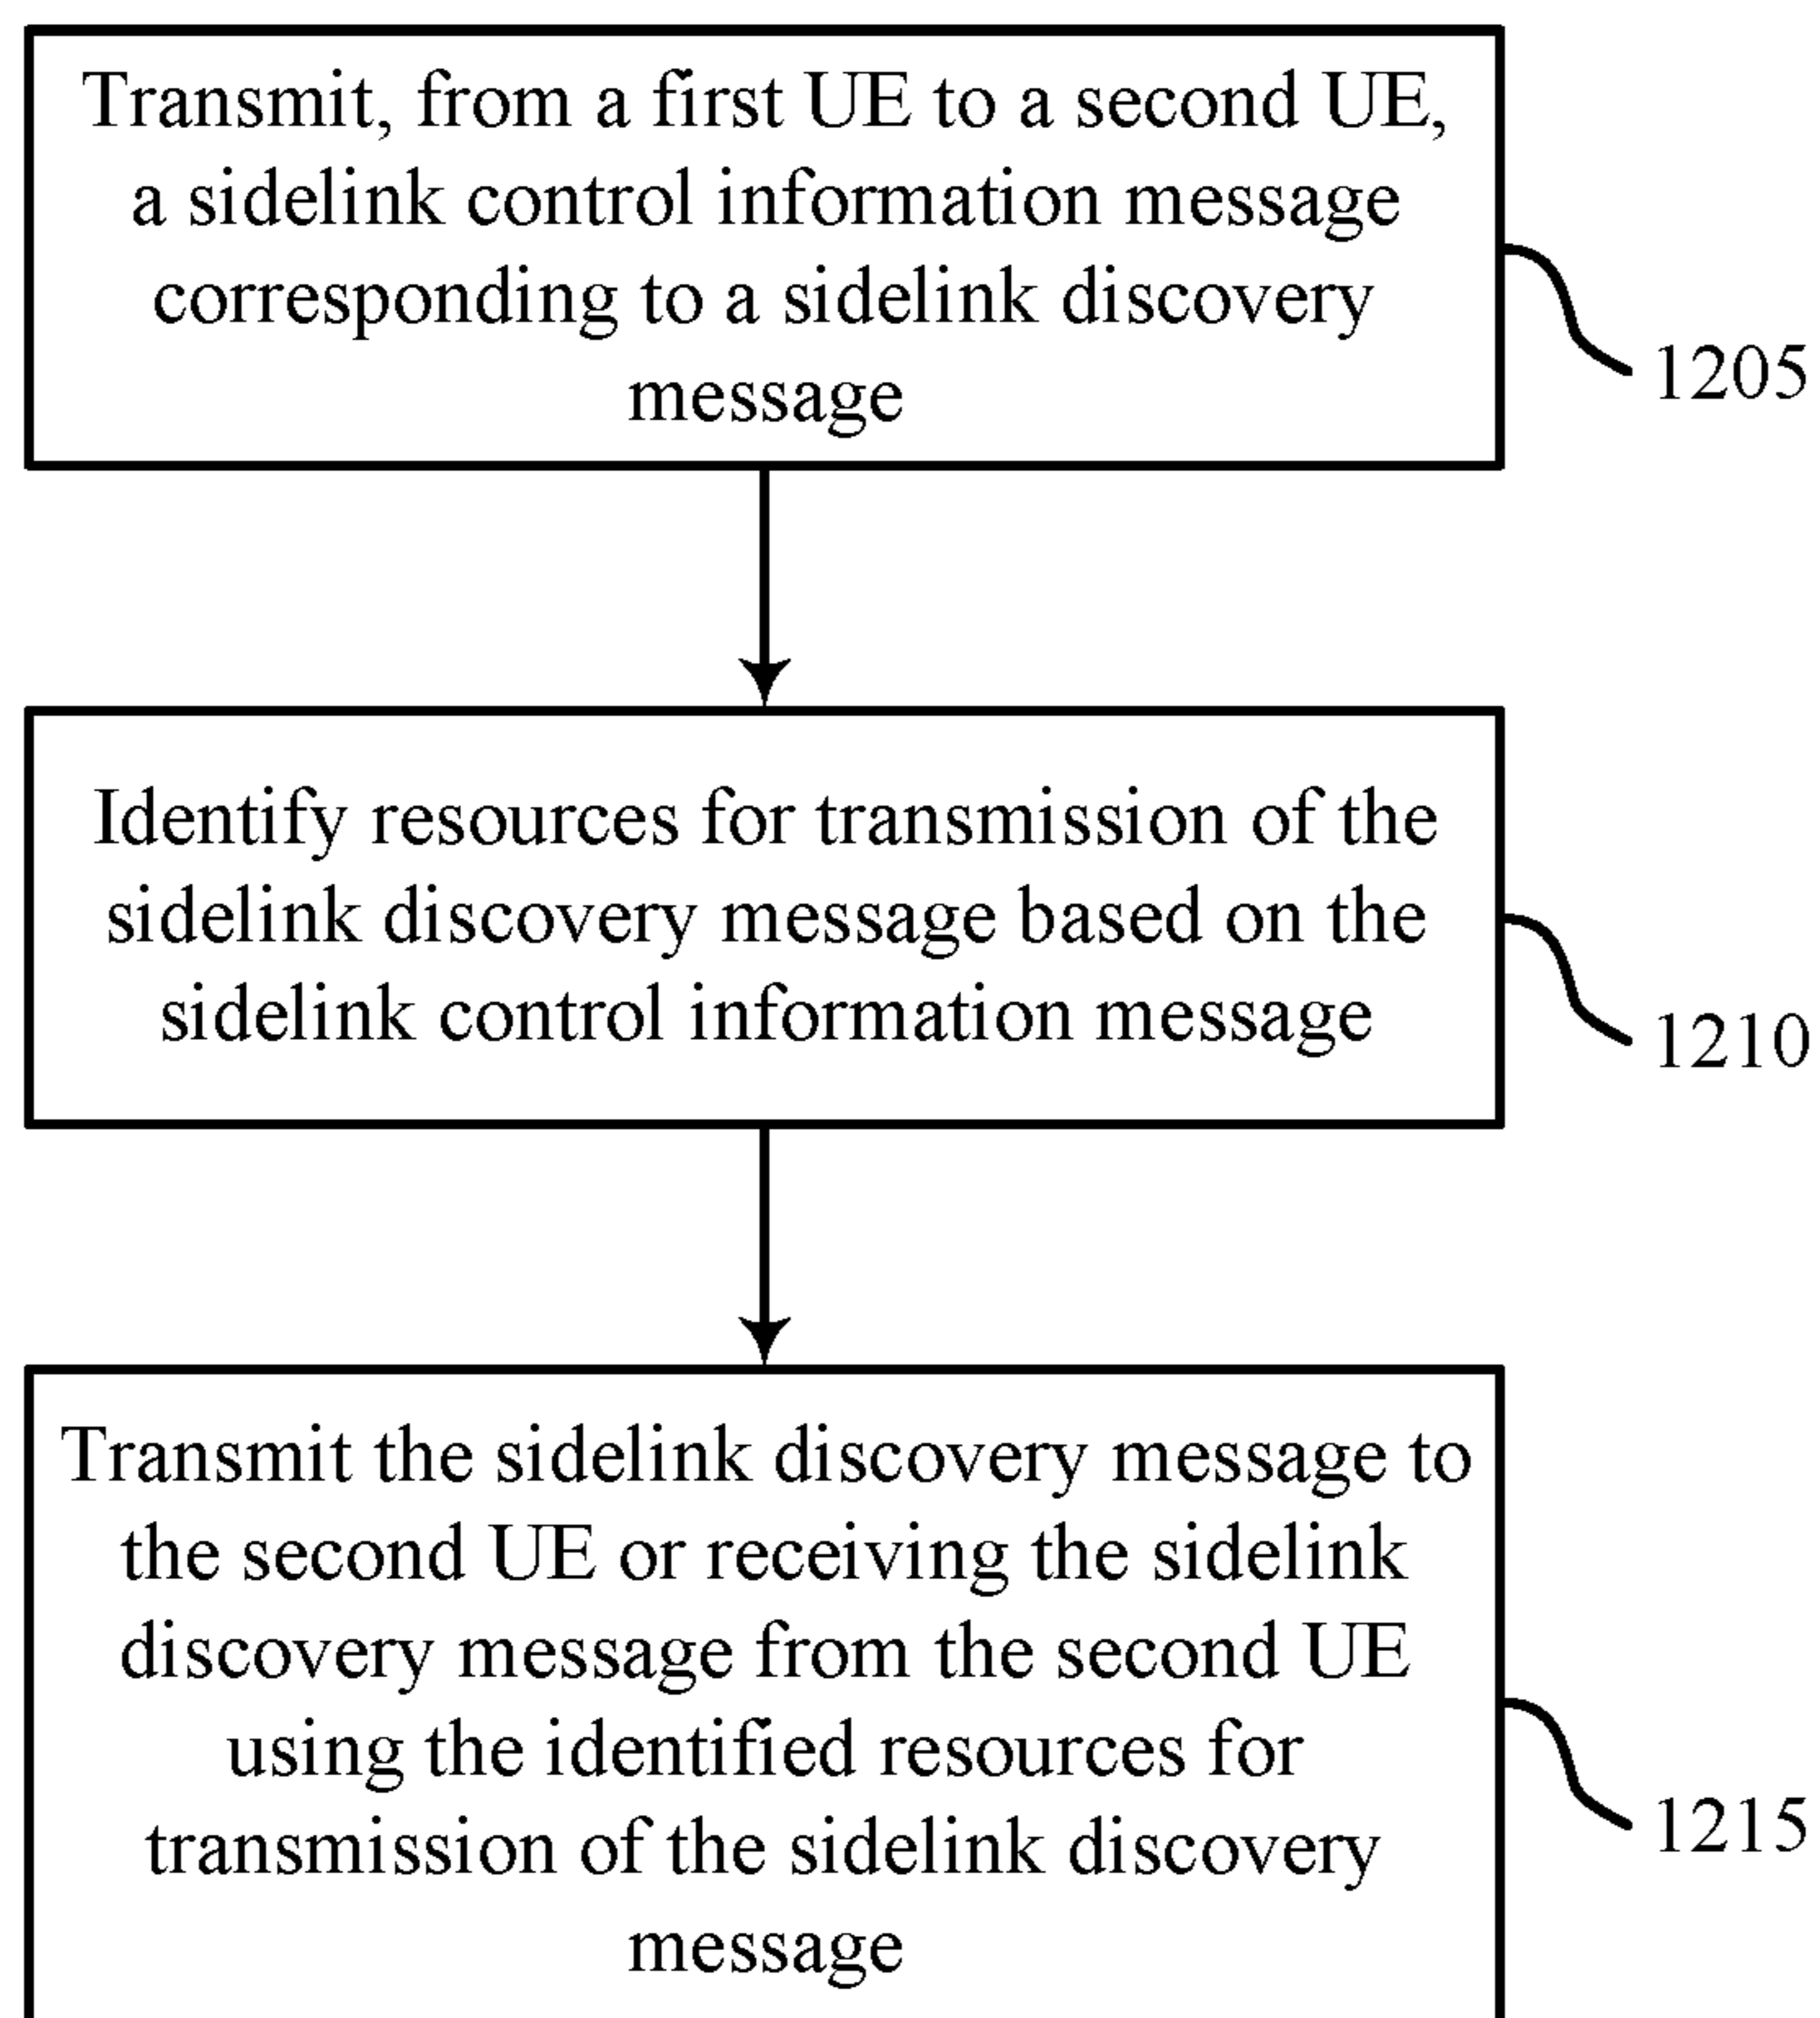 Transmit, from a first UE to a second UE,
a sidelink control information message
corresponding to a sidelink discovery
message
1205
Identify resources for transmission of the
sidelink discovery message based on the
sidelink control information message
1210
Transmit the sidelink discovery message to
the second UE or receiving the sidelink
discovery message from the second UE
using the identified resources for
transmission of the sidelink discovery
message
1215